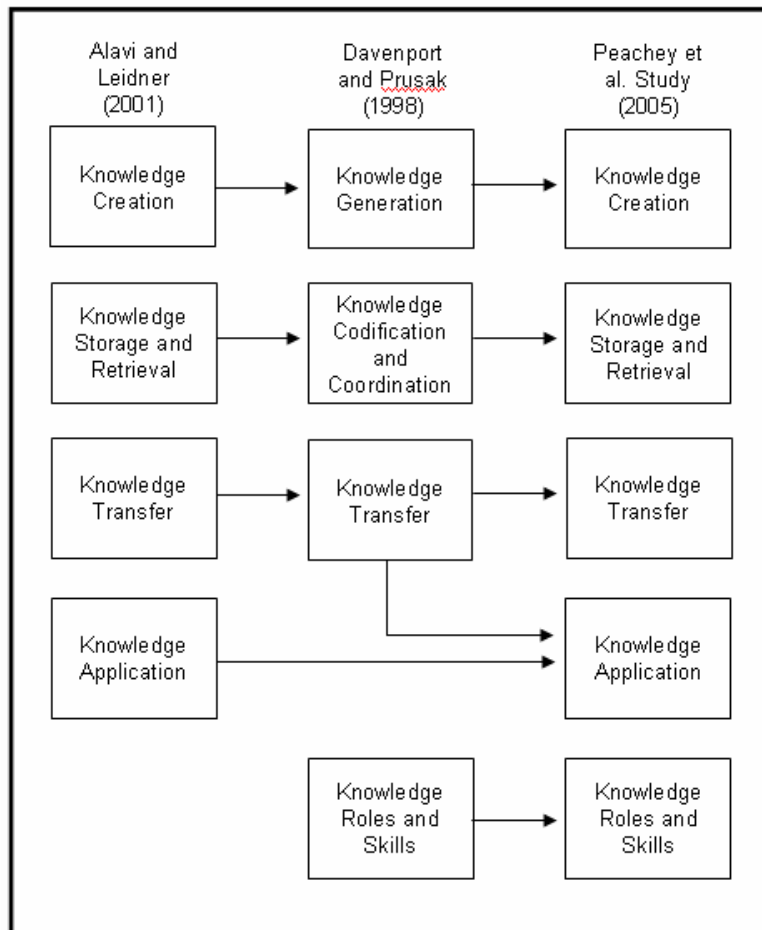 Alavi and
Leidner
(2001)
Davenport
and Prusak
(1998)
Peachey et
al. Study
(2005)
Knowledge
Creation
Knowledge
Generation
Knowledge
Creation
Knowledge
Storage and
Retrieval
Knowledge
Codification
and
Coordination
Knowledge
Storage and
Retrieval
Knowledge
Transfer
Knowledge
Transfer
Knowledge
Transfer
Knowledge
Application
Knowledge
Application
Knowledge
Roles and
Skills
Knowledge
Roles and
Skills